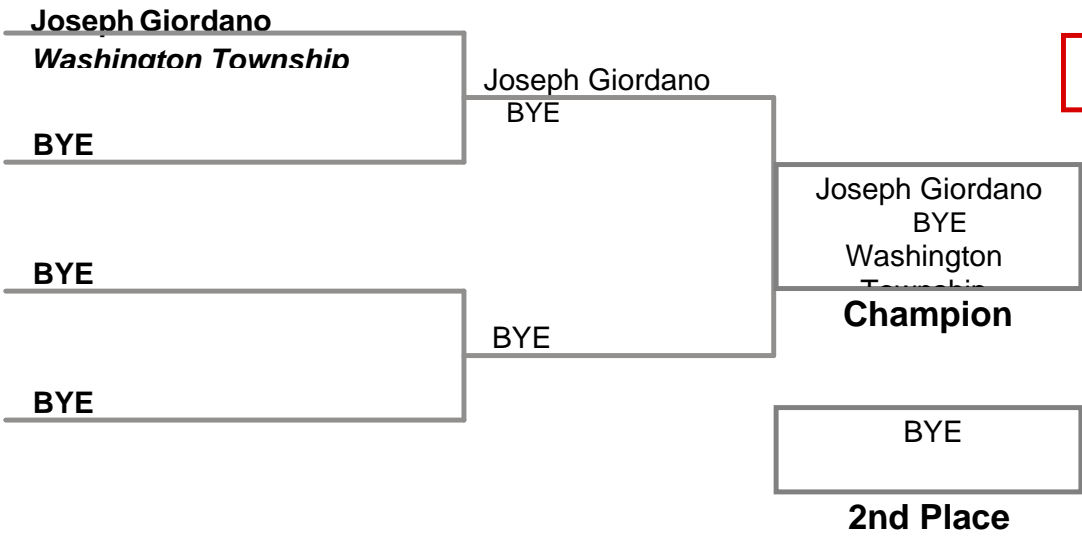 Joseph Giordano
Washington Township
BYE
BYE
BYE
Joseph Giordano
BYE
BYE
Joseph Giordano
BYE
Washington
Township
Champion
BYE
2nd Place